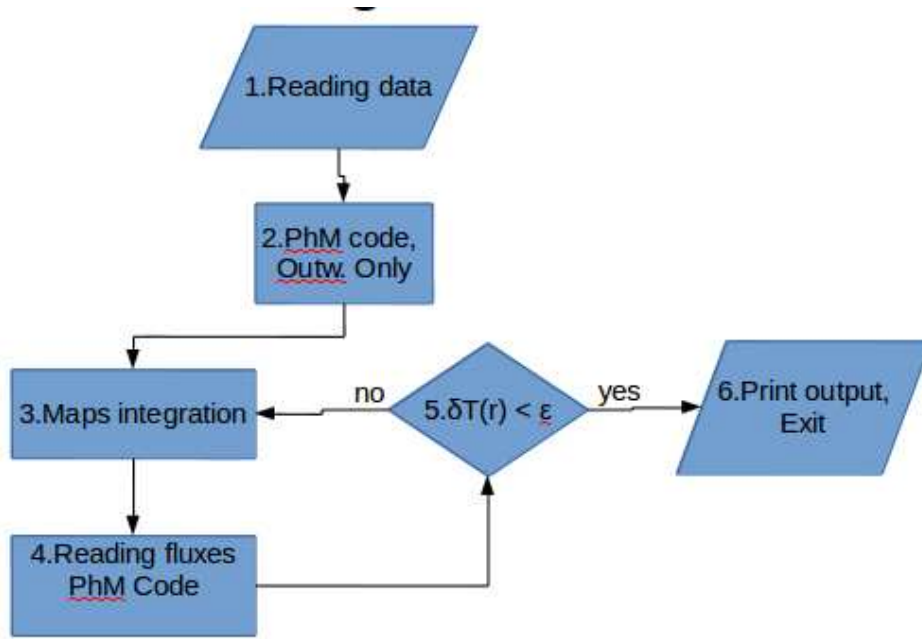 1.Reading data
2.PhM code,
Outw. Only
3.Maps integration
no
5.δT(r) < ε
yes
6.Print output,
Exit
4.Reading fluxes
PhM Code